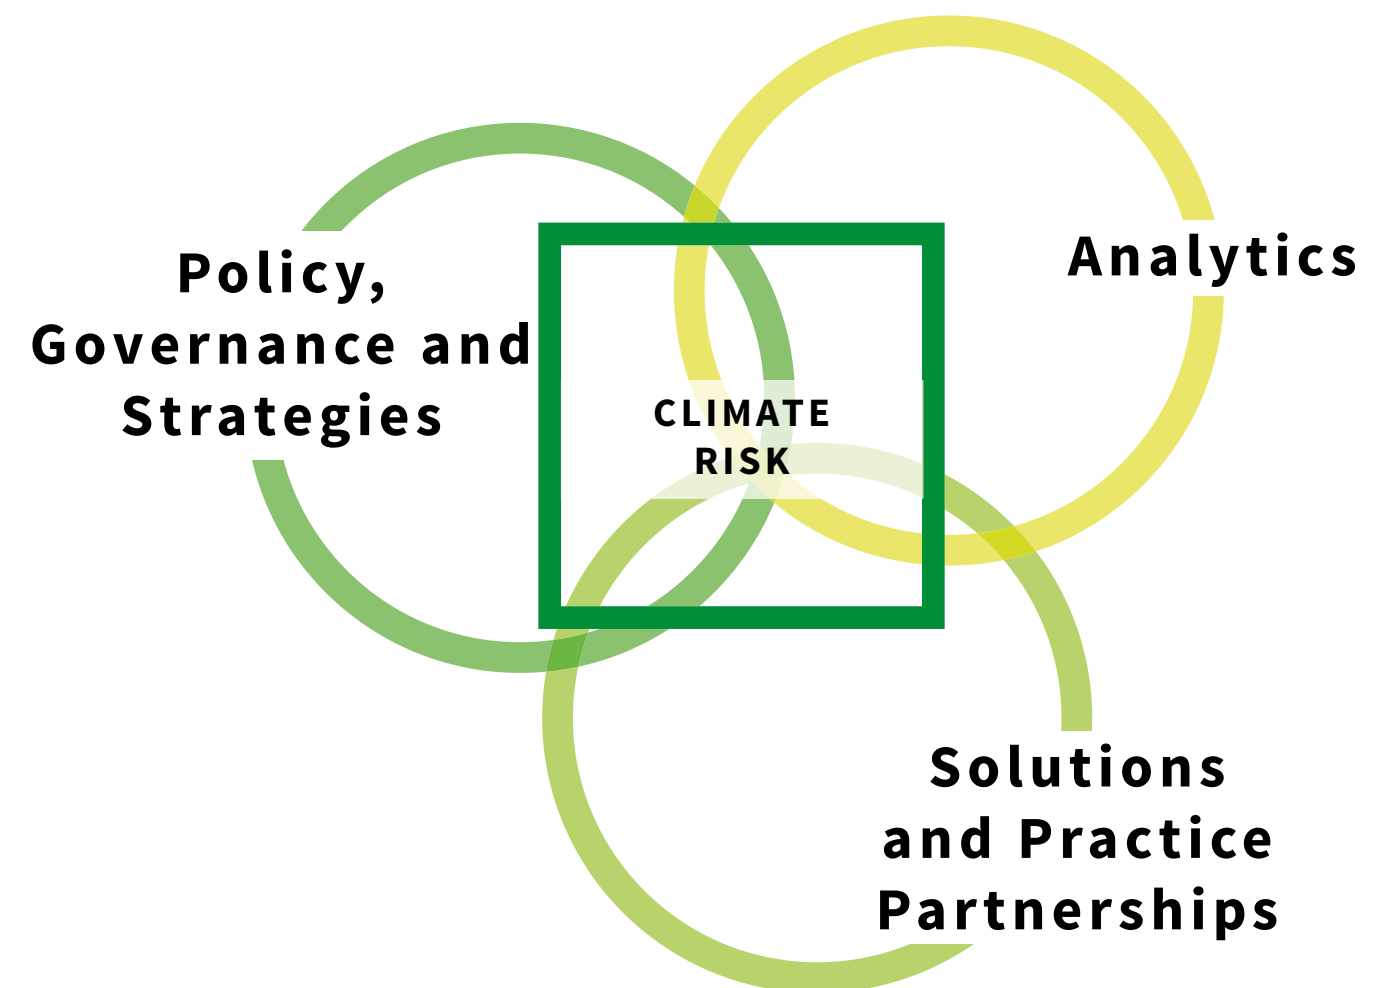 Policy,
Governance and
Strategies
Analytics
CLIMATE
RISK
Solutions
and Practice
Partnerships